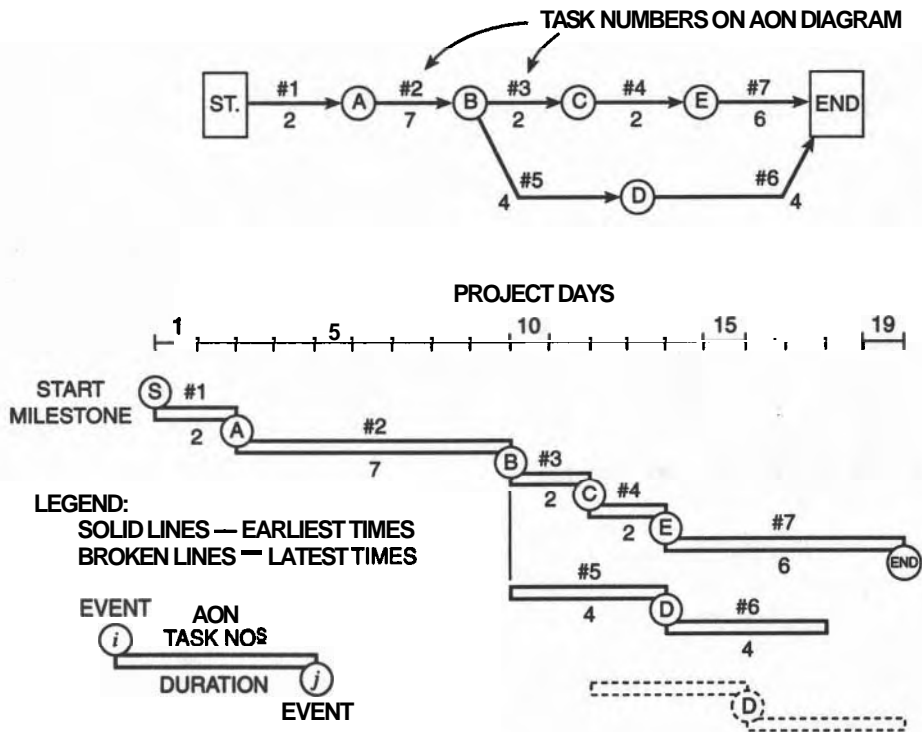 TASK NUMBERS ON AON DIAGRAM
#1 #2 #3 #4 #7
ST. A B C E END
2 7 2 2 6
#5 #6
4 D 4
PROJECT DAYS
1 5 10 15 19
START
MILESTONE
S #1
2 A #2
7 B #3
2 C #4
2 E #7
6 END
LEGEND:
SOLID LINES — EARLIEST TIMES
BROKEN LINES — LATEST TIMES
#5
4 D #6
4
EVENT
i
AON
TASK NOS
DURATION j
EVENT
D